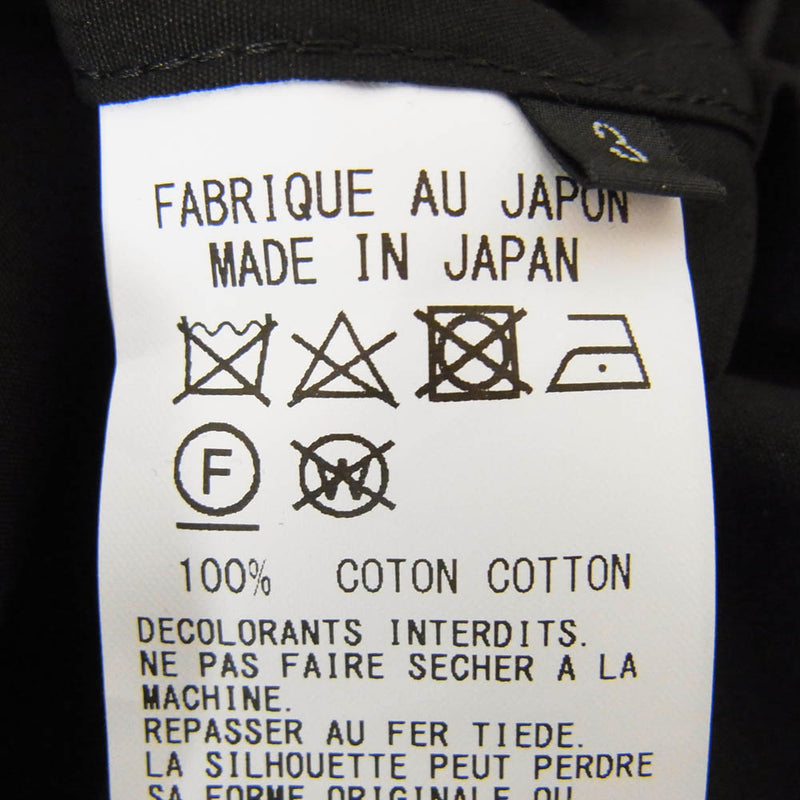 3
FABRIQUE AU JAPON
MADE IN JAPAN
F
W
100% COTON COTTON
DECOLORANTS INTERDITS.
NE PAS FAIRE SECHER A LA
MACHINE.
REPASSER AU FER TIEDE.
LA SILHOUETTE PEUT PERDRE
SA FORME ORIGINALE OU